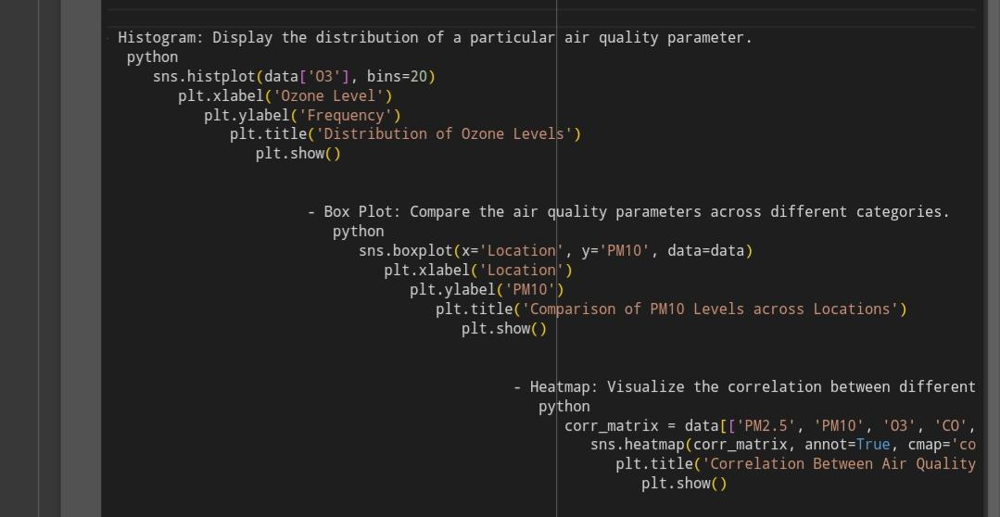 Histogram: Display the distribution of a particular air quality parameter.
python
sns.histplot(data['O3'], bins=20)
plt.xlabel('Ozone Level')
plt.ylabel('Frequency')
plt.title('Distribution of Ozone Levels')
plt.show()
- Box Plot: Compare the air quality parameters across different categories.
python
sns.boxplot(x='Location', y='PM10', data=data)
plt.xlabel('Location')
plt.ylabel('PM10')
plt.title('Comparison of PM10 Levels across Locations')
plt.show()
- Heatmap: Visualize the correlation between different
python
corr_matrix = data[['PM2.5', 'PM10', 'O3', 'CO',
sns.heatmap(corr_matrix, annot=True, cmap='co
plt.title('Correlation Between Air Quality
plt.show()